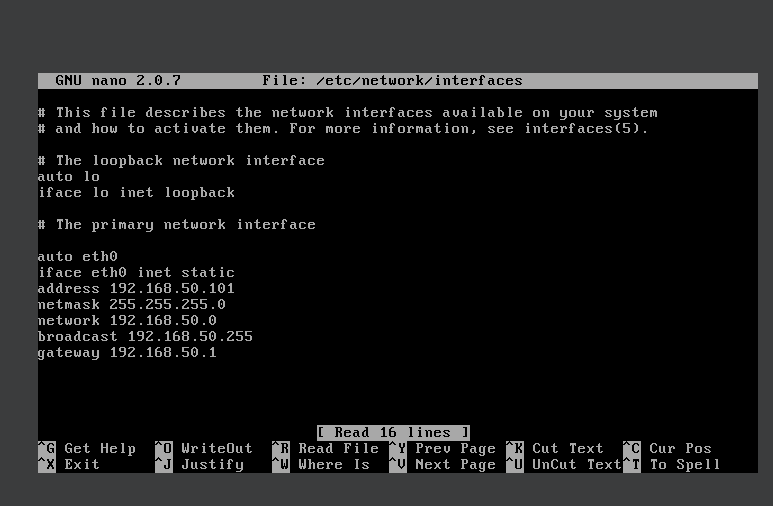 GNU nano 2.0.7 File: /etc/network/interfaces
# This file describes the network interfaces available on your system
# and how to activate them. For more information, see interfaces(5).
# The loopback network interface
auto lo
iface lo inet loopback
# The primary network interface
auto eth0
iface eth0 inet static
address 192.168.50.101
netmask 255.255.255.0
network 192.168.50.0
broadcast 192.168.50.255
gateway 192.168.50.1
[ Read 16 lines ]
^G Get Help ^O WriteOut ^R Read File ^Y Prev Page ^K Cut Text ^C Cur Pos
^X Exit ^J Justify ^W Where Is ^V Next Page ^U UnCut Text ^T To Spell